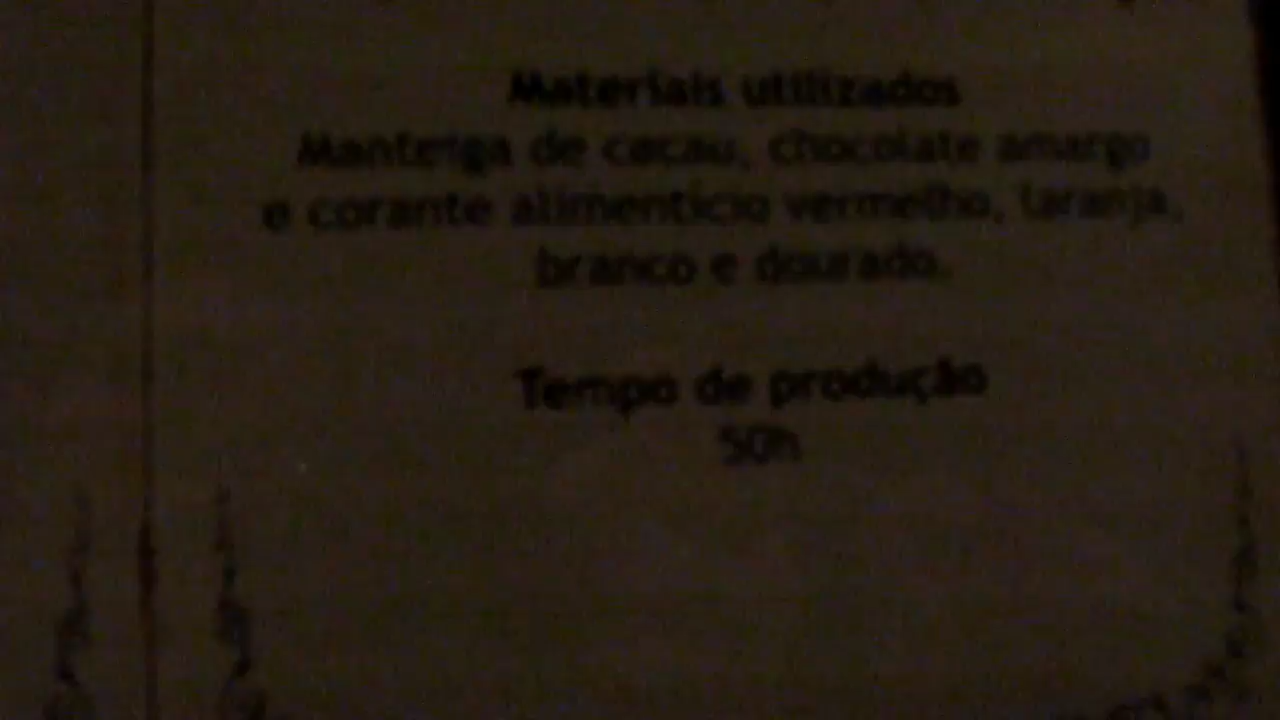 Materiais utilizados
Manteiga de cacau, chocolate amargo
e corante alimentício vermelho, laranja,
branco e dourado.
Tempo de produção
50h